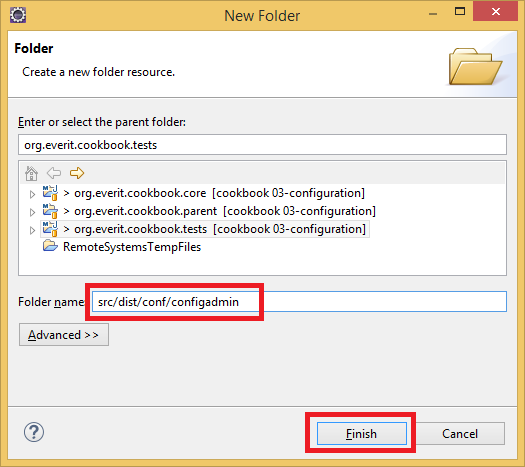 New Folder
Folder
Create a new folder resource.
Enter or select the parent folder:
org.everit.cookbook.tests
> org.everit.cookbook.core [cookbook 03-configuration]
> org.everit.cookbook.parent [cookbook 03-configuration]
> org.everit.cookbook.tests [cookbook 03-configuration]
RemoteSystemsTempFiles
Folder name: src/dist/conf/configadmin
Advanced >>
Finish Cancel